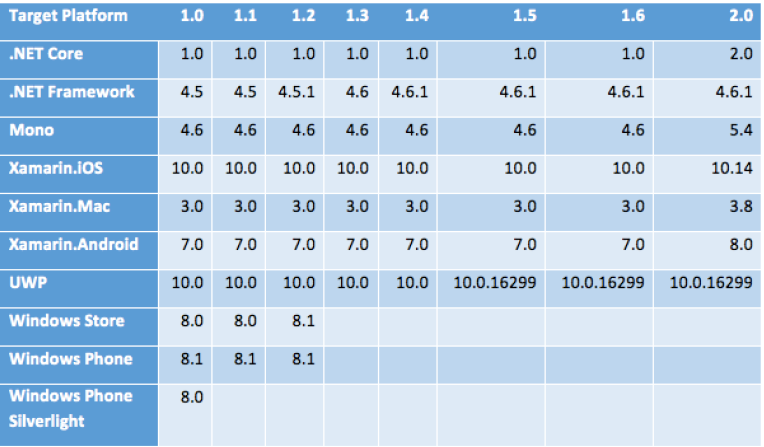 Target Platform 1.0 1.1 1.2 1.3 1.4 1.5 1.6 2.0
.NET Core 1.0 1.0 1.0 1.0 1.0 1.0 1.0 2.0
.NET Framework 4.5 4.5 4.5.1 4.6 4.6.1 4.6.1 4.6.1 4.6.1
Mono 4.6 4.6 4.6 4.6 4.6 4.6 4.6 5.4
Xamarin.iOS 10.0 10.0 10.0 10.0 10.0 10.0 10.0 10.14
Xamarin.Mac 3.0 3.0 3.0 3.0 3.0 3.0 3.0 3.8
Xamarin.Android 7.0 7.0 7.0 7.0 7.0 7.0 7.0 8.0
UWP 10.0 10.0 10.0 10.0 10.0 10.0.16299 10.0.16299 10.0.16299
Windows Store 8.0 8.0 8.1
Windows Phone 8.1 8.1 8.1
Windows Phone 8.0
Silverlight